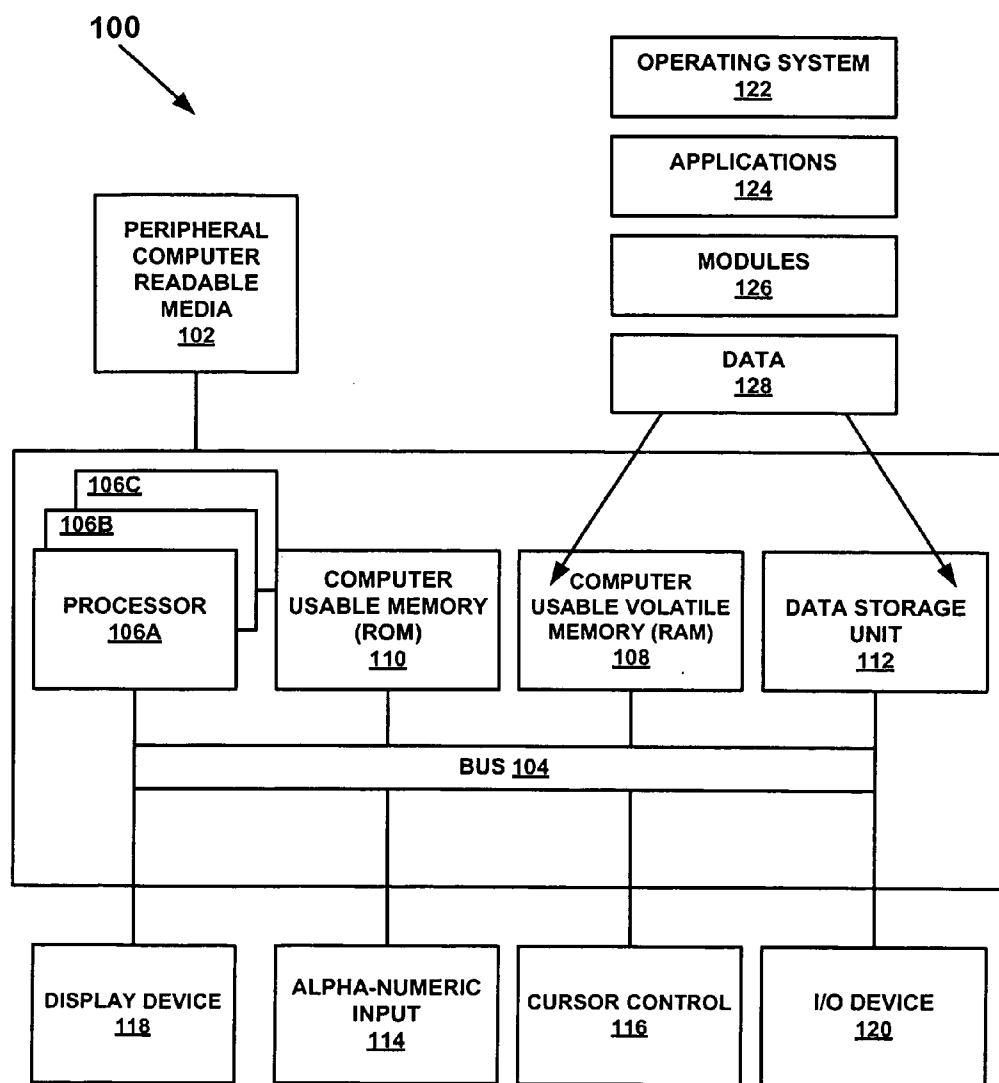 100
OPERATING SYSTEM
122
APPLICATIONS
124
MODULES
126
DATA
128
PERIPHERAL
COMPUTER
READABLE
MEDIA
102
106C
106B
PROCESSOR
106A
COMPUTER
USABLE MEMORY
(ROM)
110
COMPUTER
USABLE VOLATILE
MEMORY (RAM)
108
DATA STORAGE
UNIT
112
BUS 104
DISPLAY DEVICE
118
ALPHA-NUMERIC
INPUT
114
CURSOR CONTROL
116
I/O DEVICE
120